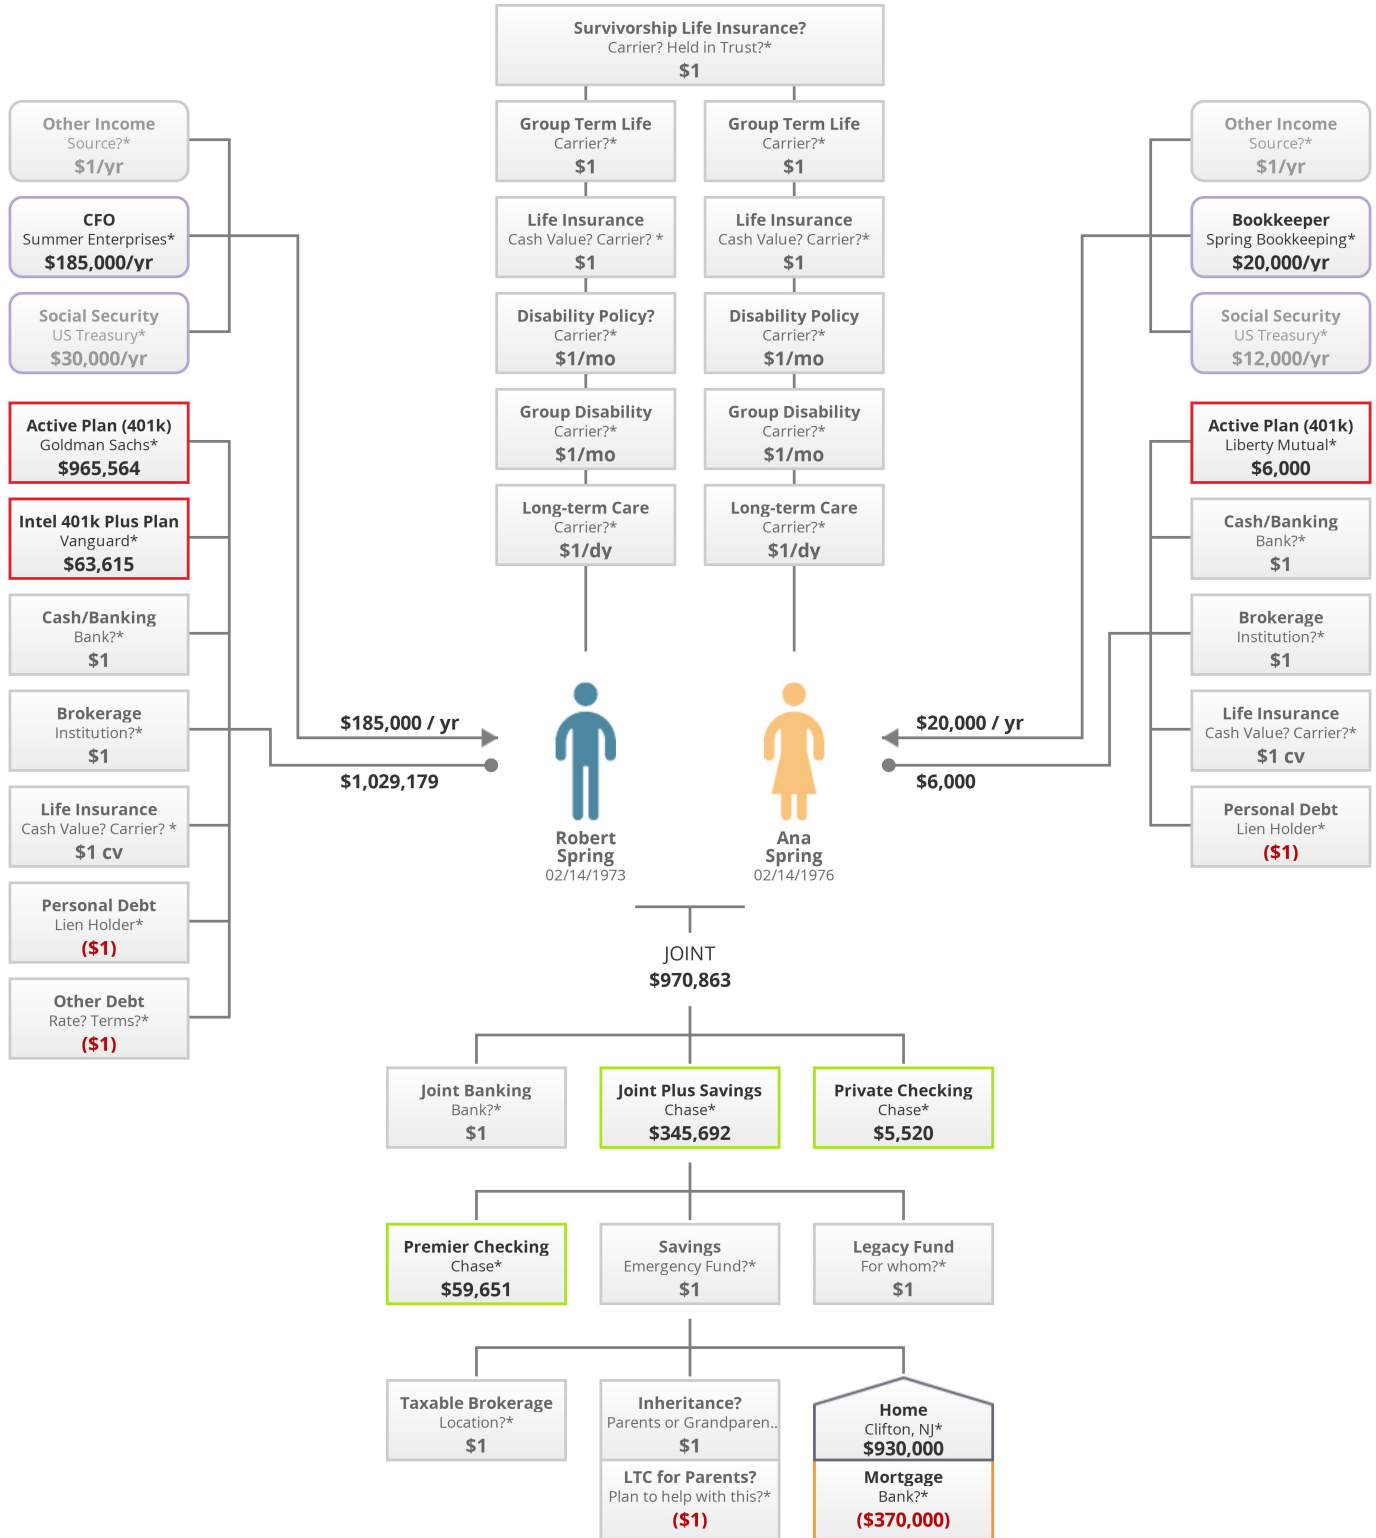 Survivorship Life Insurance?
Carrier? Held in Trust?*
$1
Group Term Life
Carrier?*
$1
Life Insurance
Cash Value? Carrier? *
$1
Disability Policy?
Carrier?*
$1/mo
Group Disability
Carrier?*
$1/mo
Long-term Care
Carrier?*
$1/dy
Group Term Life
Carrier?*
$1
Life Insurance
Cash Value? Carrier?*
$1
Disability Policy
Carrier?*
$1/mo
Group Disability
Carrier?*
$1/mo
Long-term Care
Carrier?*
$1/dy
Other Income
Source?*
$1/yr
CFO
Summer Enterprises*
$185,000/yr
Social Security
US Treasury*
$30,000/yr
Active Plan (401k)
Goldman Sachs*
$965,564
Intel 401k Plus Plan
Vanguard*
$63,615
Cash/Banking
Bank?*
$1
Brokerage
Institution?*
$1
Life Insurance
Cash Value? Carrier? *
$1 cv
Personal Debt
Lien Holder*
($1)
Other Debt
Rate? Terms?*
($1)
$185,000 / yr
$1,029,179
Robert
Spring
02/14/1973
Ana
Spring
02/14/1976
$20,000 / yr
$6,000
Other Income
Source?*
$1/yr
Bookkeeper
Spring Bookkeeping*
$20,000/yr
Social Security
US Treasury*
$12,000/yr
Active Plan (401k)
Liberty Mutual*
$6,000
Cash/Banking
Bank?*
$1
Brokerage
Institution?*
$1
Life Insurance
Cash Value? Carrier?*
$1 cv
Personal Debt
Lien Holder*
($1)
JOINT
$970,863
Joint Banking
Bank?*
$1
Joint Plus Savings
Chase*
$345,692
Private Checking
Chase*
$5,520
Premier Checking
Chase*
$59,651
Savings
Emergency Fund?*
$1
Legacy Fund
For whom?*
$1
Taxable Brokerage
Location?*
$1
Inheritance?
Parents or Grandparen..
$1
LTC for Parents?
Plan to help with this?*
($1)
Home
Clifton, NJ*
$930,000
Mortgage
Bank?*
($370,000)